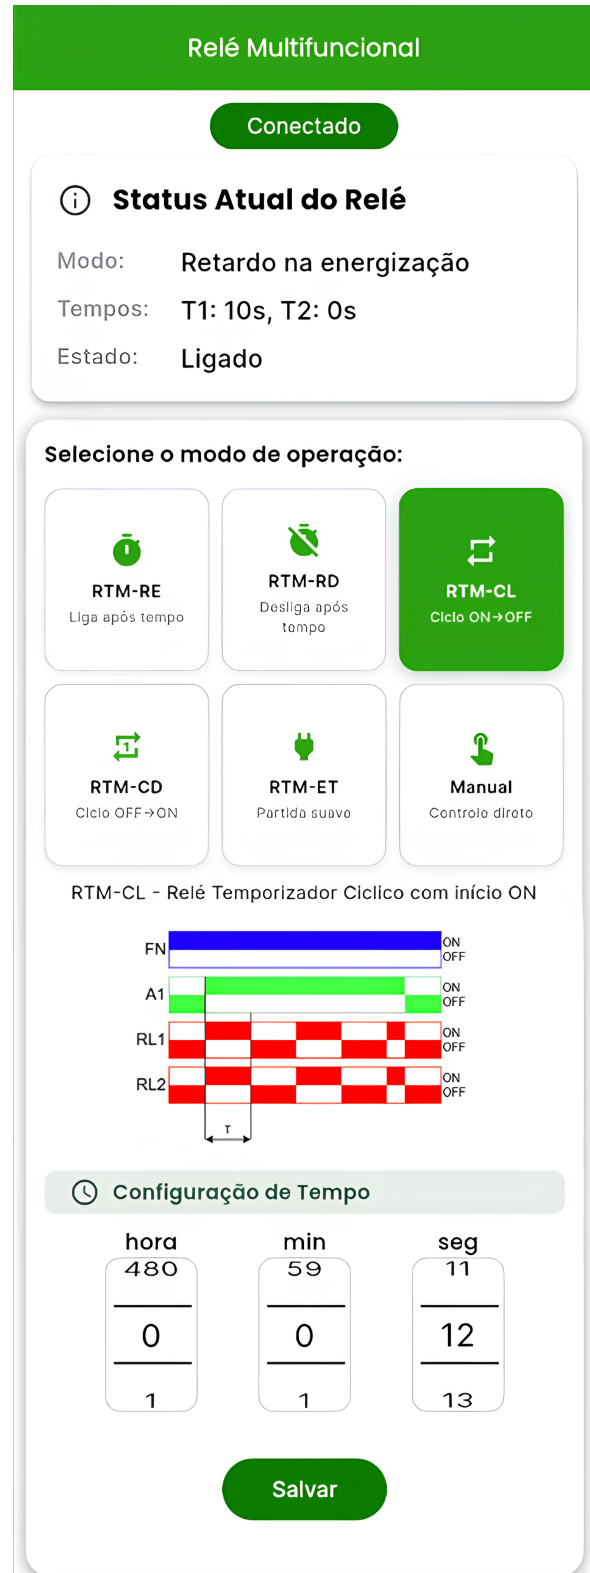 Relé Multifuncional
Conectado
Status Atual do Relé
Modo: Retardo na energização
Tempos: T1: 10s, T2: 0s
Estado: Ligado
Selecione o modo de operação:
RTM-RE
Liga após tempo
RTM-RD
Desliga após
tempo
RTM-CL
Ciclo ON→OFF
RTM-CD
Ciclo OFF→ON
RTM-ET
Partida suave
Manual
Controle direto
RTM-CL - Relé Temporizador Ciclico com início ON
FN ON
OFF
A1 ON
OFF
RL1 ON
OFF
RL2 ON
OFF
T
Configuração de Tempo
hora min seg
480 59 11
0 0 12
1 1 13
Salvar